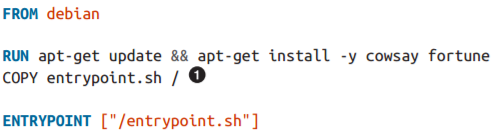 FROM debian
RUN apt-get update && apt-get install -y cowsay fortune
COPY entrypoint.sh / ❶
ENTRYPOINT ["/entrypoint.sh"]